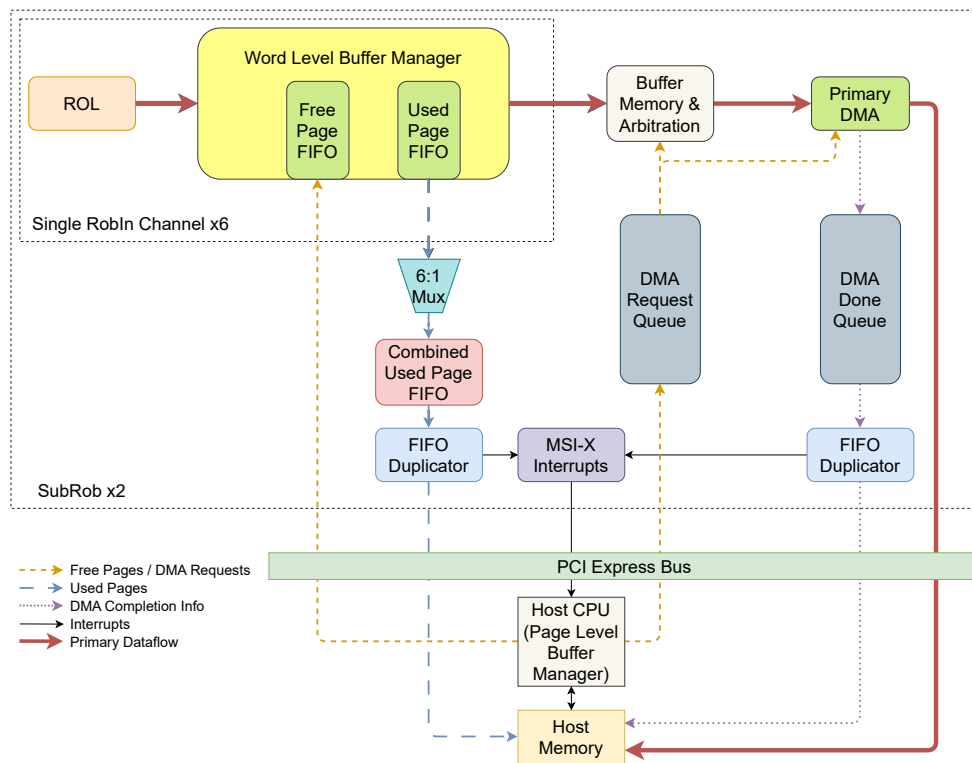 Word Level Buffer Manager
ROL
Free
Page
FIFO
Used
Page
FIFO
Buffer
Memory &
Arbitration
Primary
DMA
Single RobIn Channel x6
6:1
Mux
DMA
Request
Queue
DMA
Done
Queue
Combined
Used Page
FIFO
FIFO
Duplicator
MSI-X
Interrupts
FIFO
Duplicator
SubRob x2
PCI Express Bus
Free Pages / DMA Requests
Used Pages
DMA Completion Info
Interrupts
Primary Dataflow
Host CPU
(Page Level
Buffer
Manager)
Host
Memory